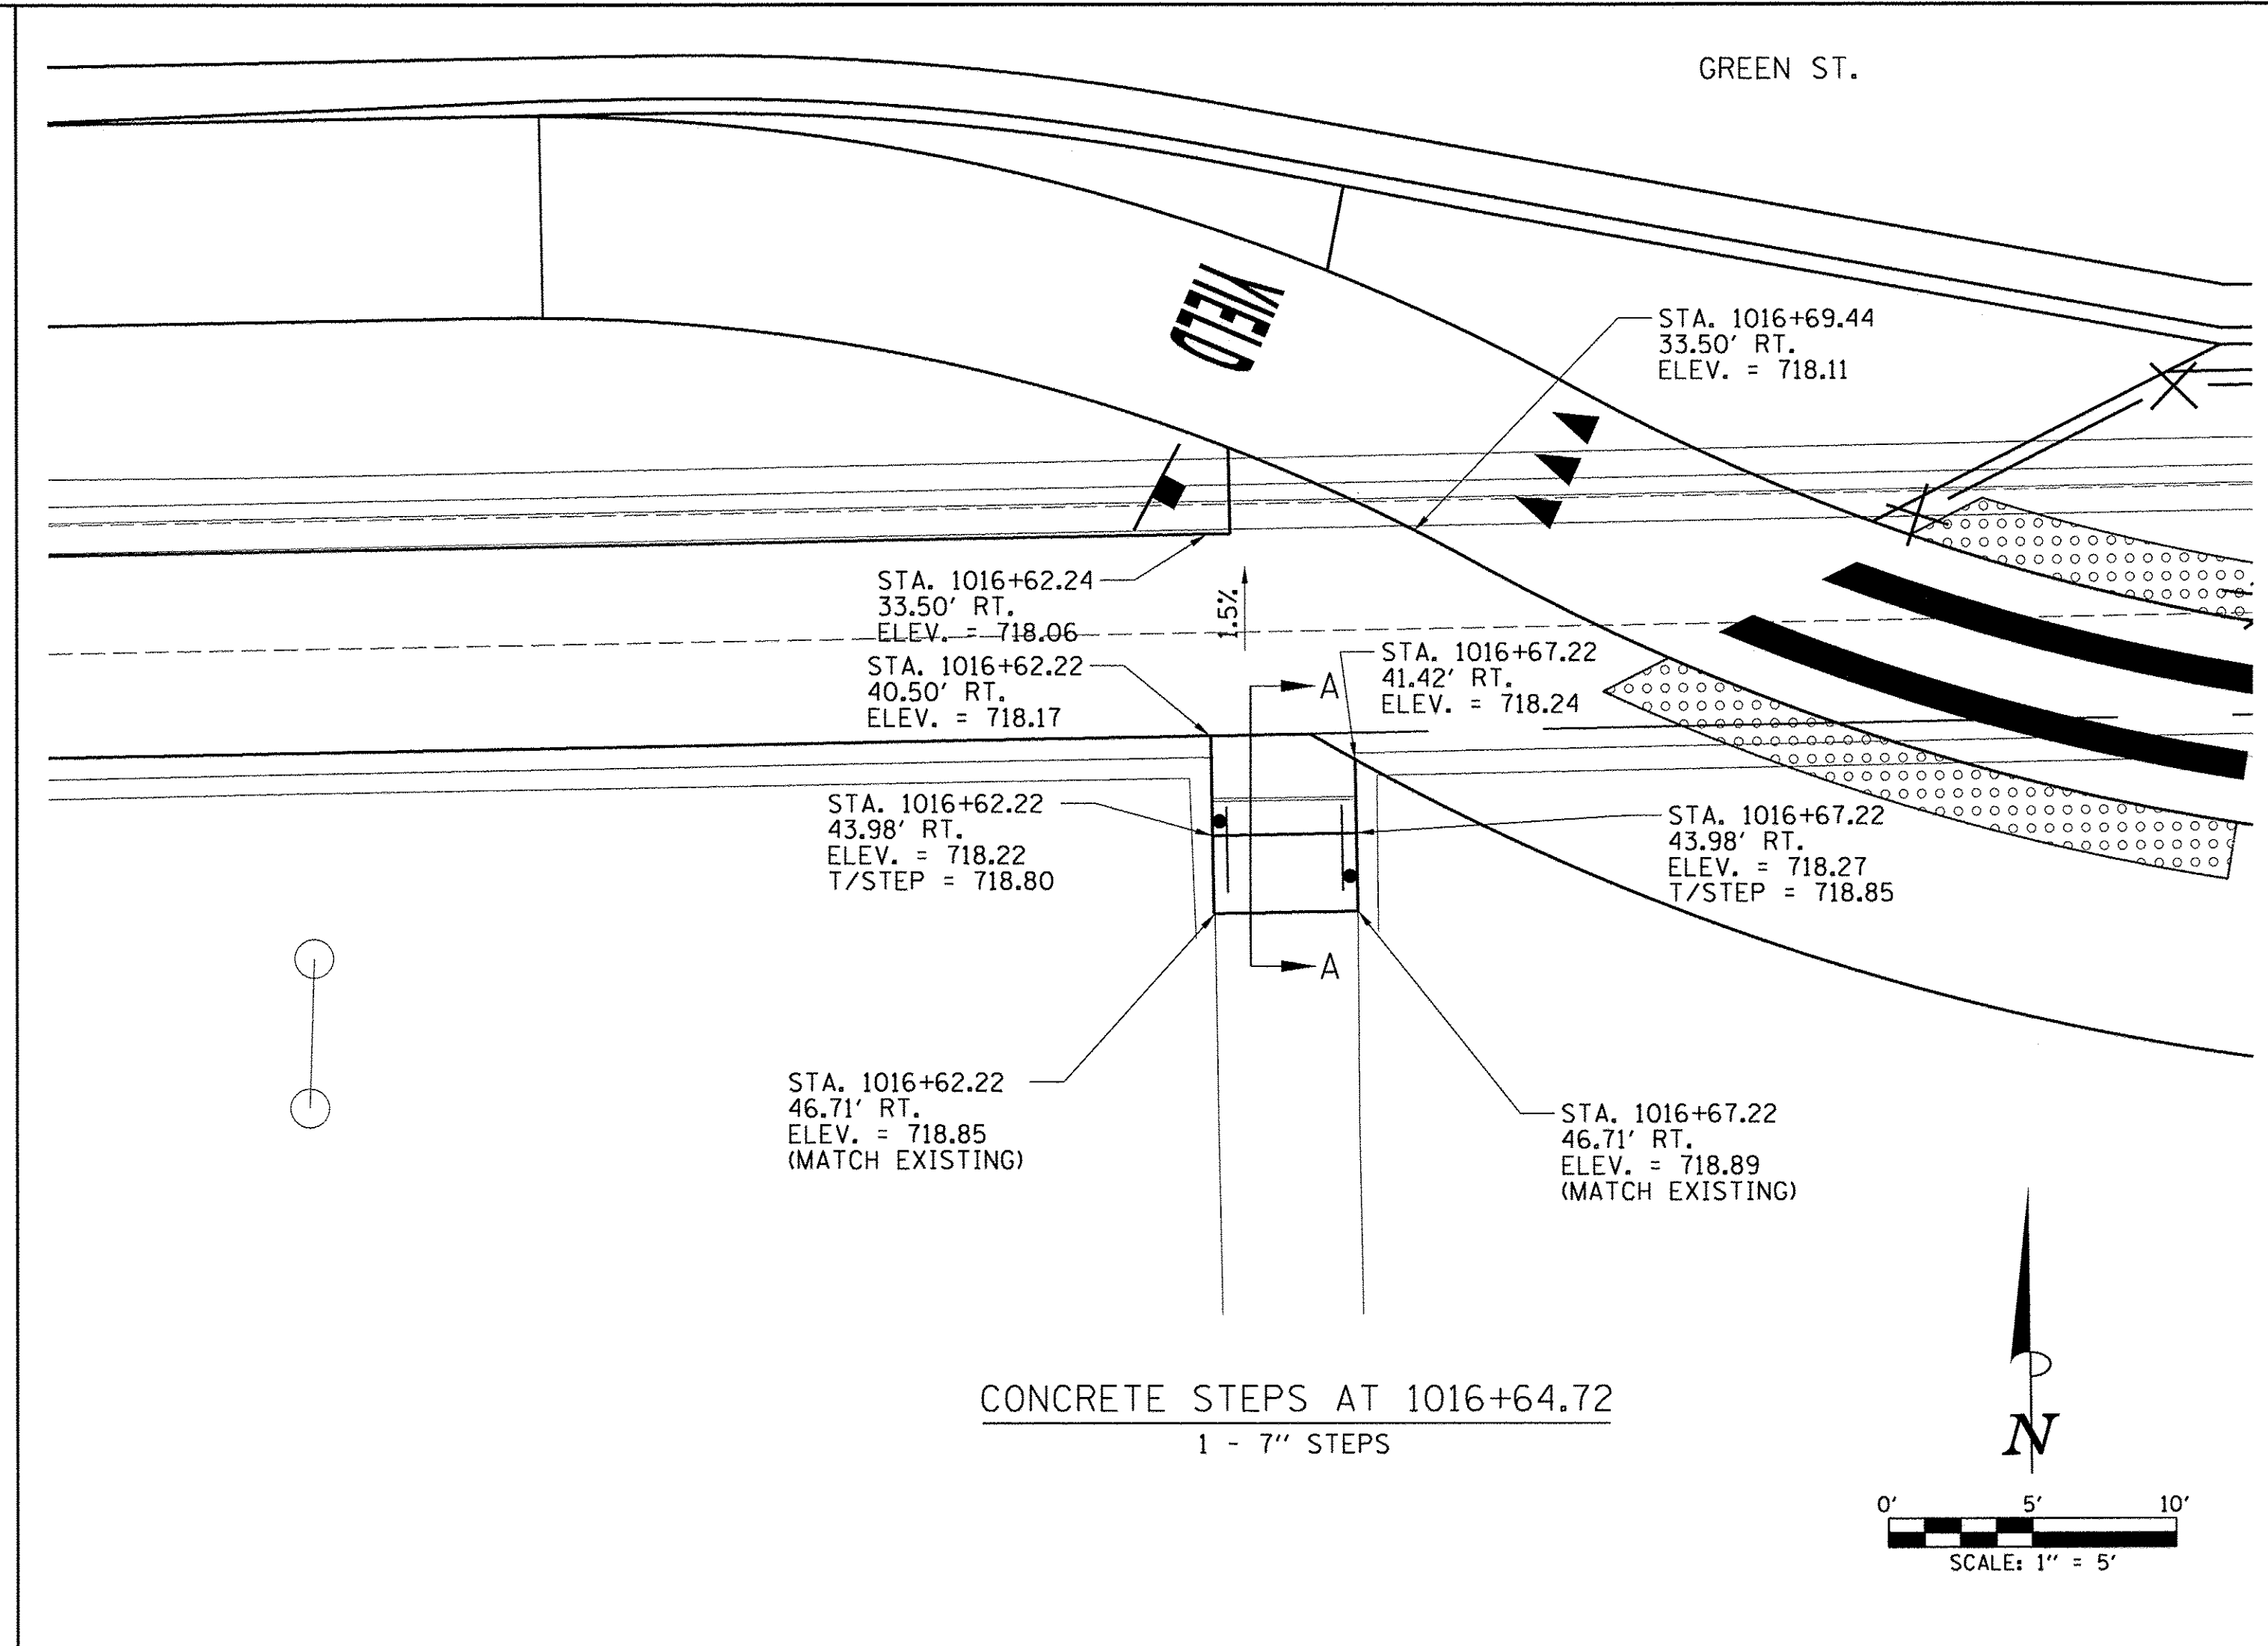 GREEN ST.
YIELD
STA. 1016+69.44
33.50' RT.
ELEV. = 718.11
STA. 1016+62.24
33.50' RT.
ELEV. = 718.06
1.5%
STA. 1016+62.22
40.50' RT.
ELEV. = 718.17
A
STA. 1016+67.22
41.42' RT.
ELEV. = 718.24
STA. 1016+62.22
43.98' RT.
ELEV. = 718.22
T/STEP = 718.80
STA. 1016+67.22
43.98' RT.
ELEV. = 718.27
T/STEP = 718.85
A
STA. 1016+62.22
46.71' RT.
ELEV. = 718.85
(MATCH EXISTING)
STA. 1016+67.22
46.71' RT.
ELEV. = 718.89
(MATCH EXISTING)
CONCRETE STEPS AT 1016+64.72
1 - 7" STEPS
N
0' 5' 10'
SCALE: 1" = 5'